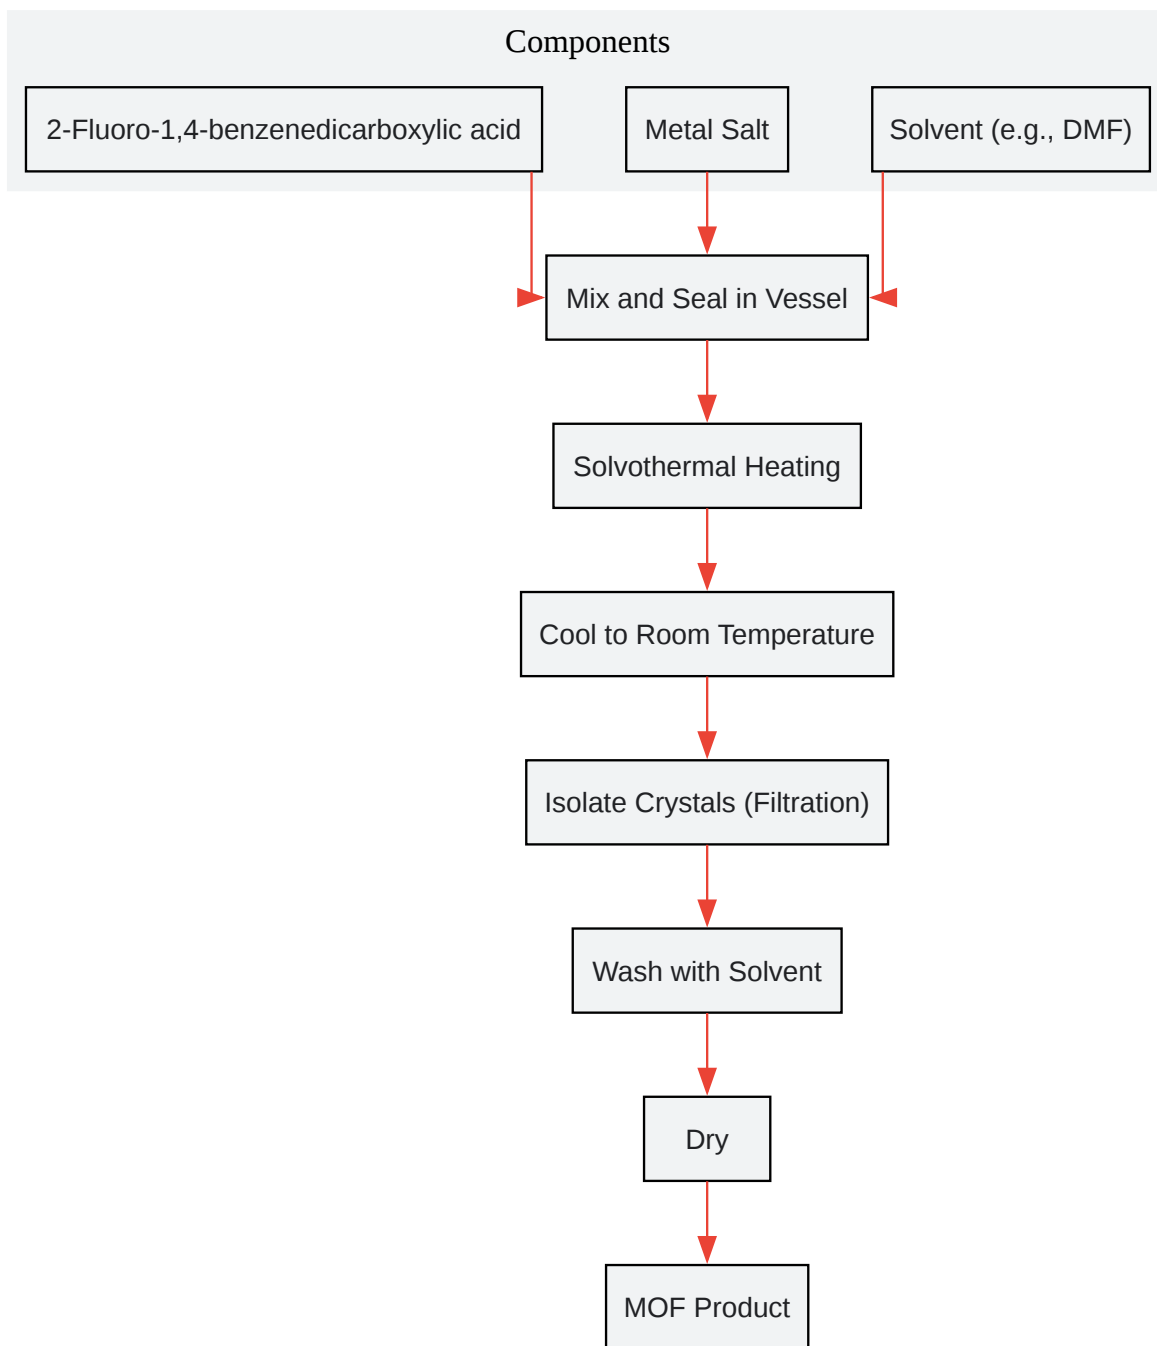 Components
2-Fluoro-1,4-benzenedicarboxylic acid
Metal Salt
Solvent (e.g., DMF)
Mix and Seal in Vessel
Solvothermal Heating
Cool to Room Temperature
Isolate Crystals (Filtration)
Wash with Solvent
Dry
MOF Product